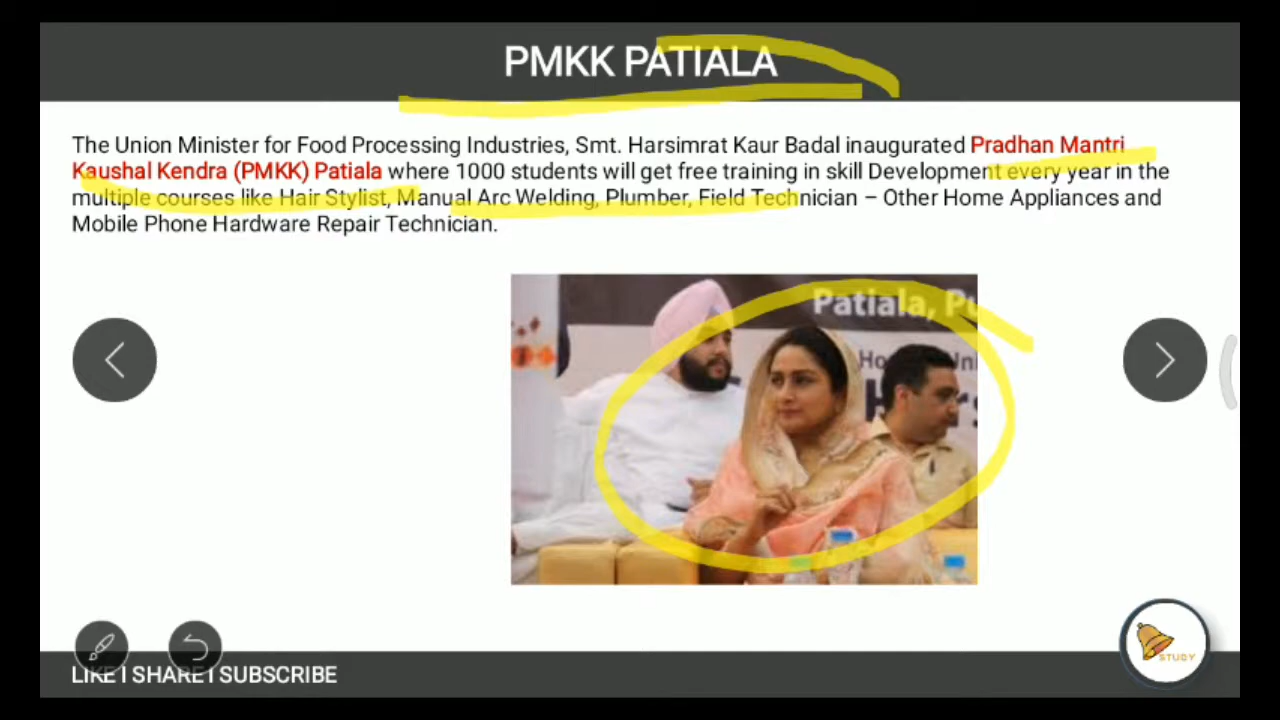 PMKK PATIALA
The Union Minister for Food Processing Industries, Smt. Harsimrat Kaur Badal inaugurated Pradhan Mantri
Kaushal Kendra (PMKK) Patiala where 1000 students will get free training in skill Development every year in the
multiple courses like Hair Stylist, Manual Arc Welding, Plumber, Field Technician – Other Home Appliances and
Mobile Phone Hardware Repair Technician.
Patiala,
STUDY
LIKE I SHARE I SUBSCRIBE